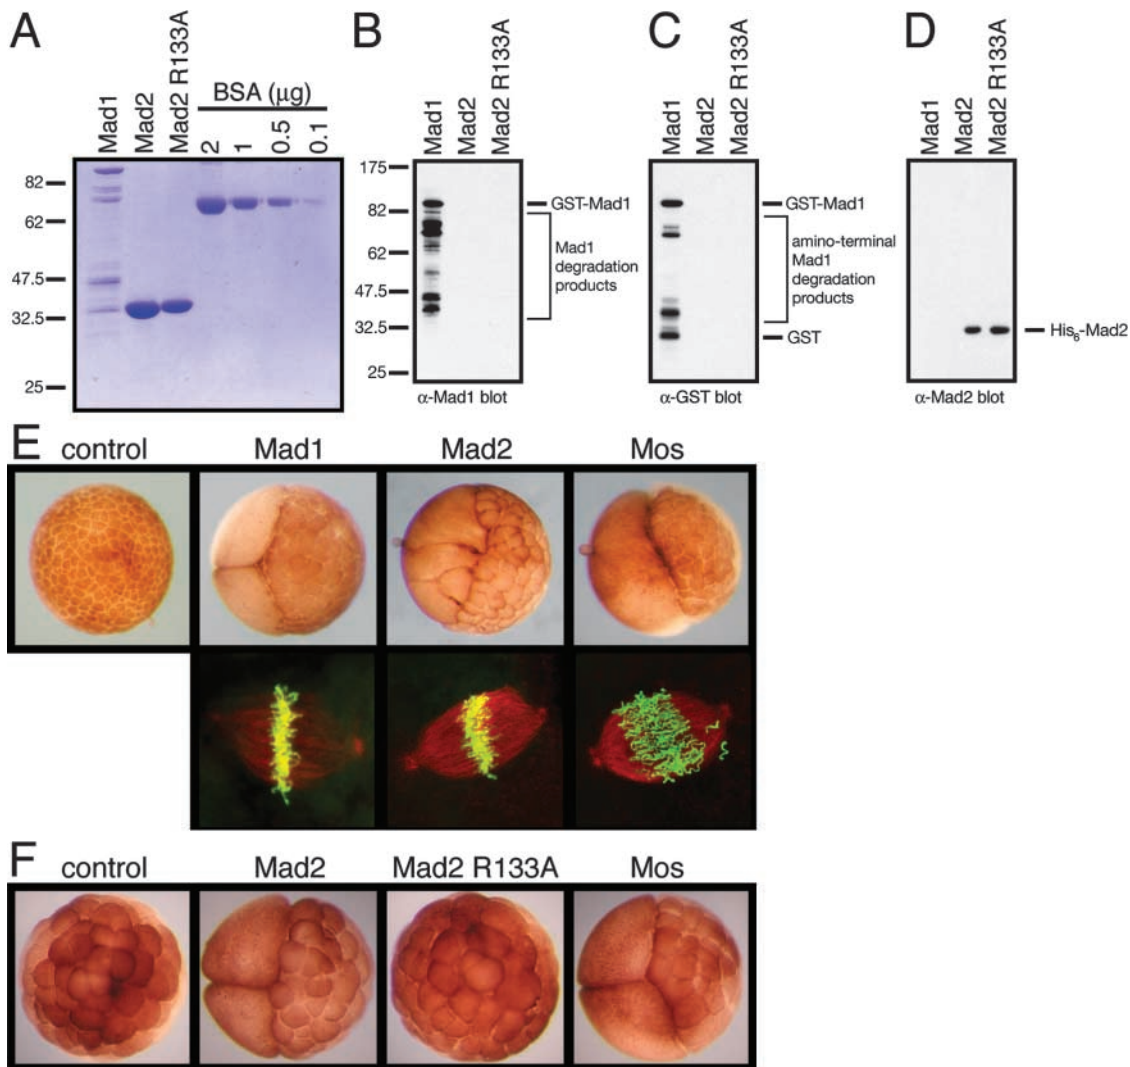 A
Mad1
Mad2
Mad2 R133A
BSA (μg)
2
1
0.5
0.1
82
62
47.5
32.5
25
B
Mad1
Mad2
Mad2 R133A
175
82
62
47.5
32.5
25
GST-Mad1
Mad1
degradation
products
α-Mad1 blot
C
Mad1
Mad2
Mad2 R133A
GST-Mad1
amino-terminal
Mad1
degradation
products
GST
α-GST blot
D
Mad1
Mad2
Mad2 R133A
His6-Mad2
α-Mad2 blot
E
control
Mad1
Mad2
Mos
F
control
Mad2
Mad2 R133A
Mos